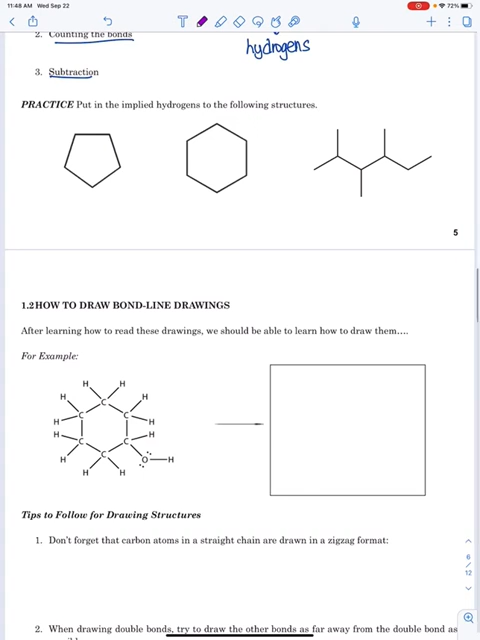 11:48 AM Wed Sep 22
72%
2. Counting the bonds
hydrogens
3. Subtraction
PRACTICE Put in the implied hydrogens to the following structures.
5
1.2HOW TO DRAW BOND-LINE DRAWINGS
After learning how to read these drawings, we should be able to learn how to draw them….
For Example:
H H
H C H
H C C H
H C C H
H C O H
H H
Tips to Follow for Drawing Structures
1. Don't forget that carbon atoms in a straight chain are drawn in a zigzag format:
6
/
12
2. When drawing double bonds, try to draw the other bonds as far away from the double bond as